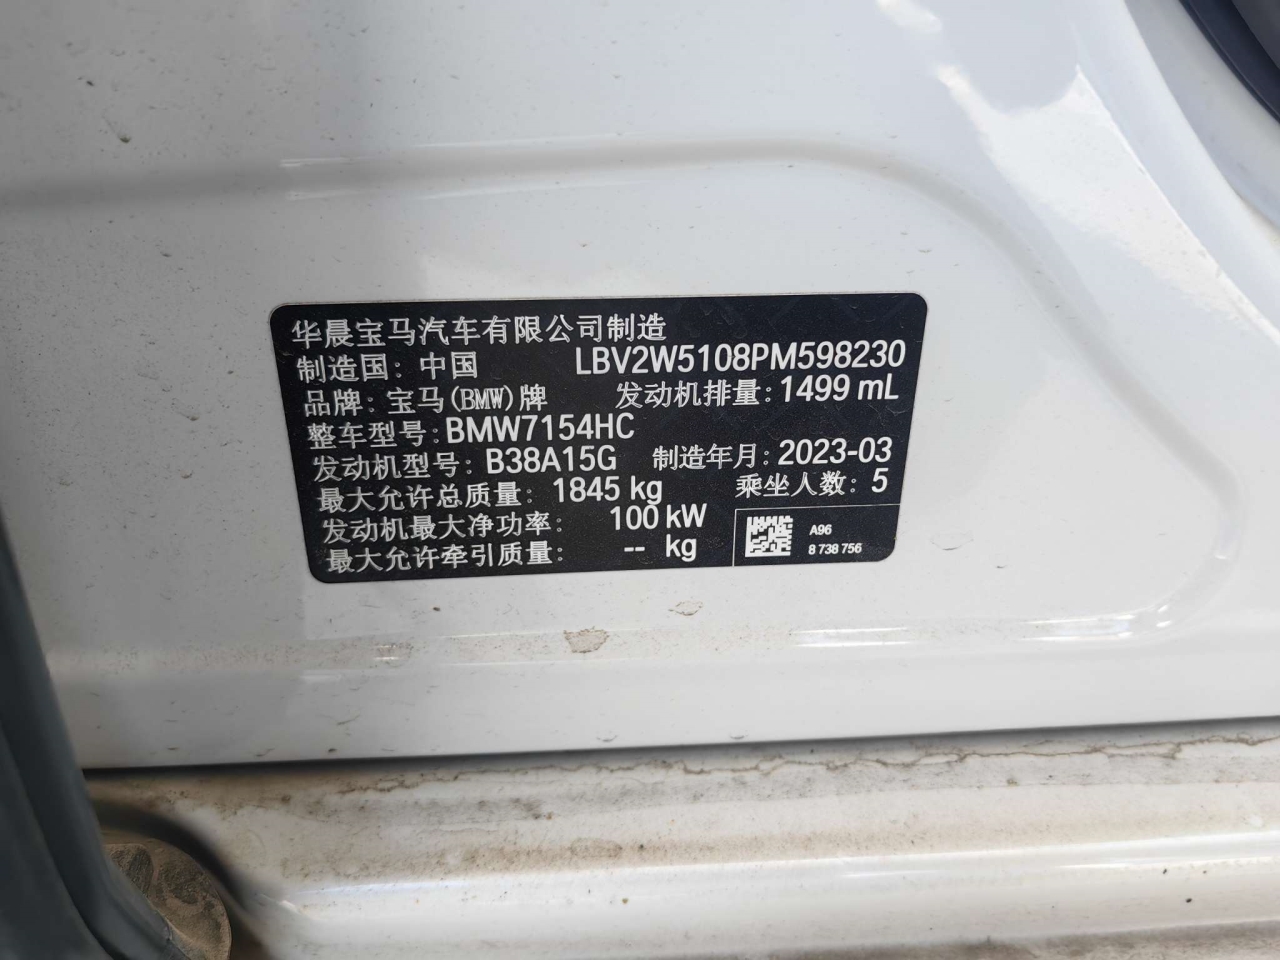 华晨宝马汽车有限公司制造
制造国：中国 LBV2W5108PM598230
品牌：宝马(BMW)牌 发动机排量：1499 mL
整车型号：BMW7154HC
发动机型号：B38A15G 制造年月：2023-03
最大允许总质量：1845 kg 乘坐人数：5
发动机最大净功率：100 kW
最大允许牵引质量：-- kg
A96
8 738 756